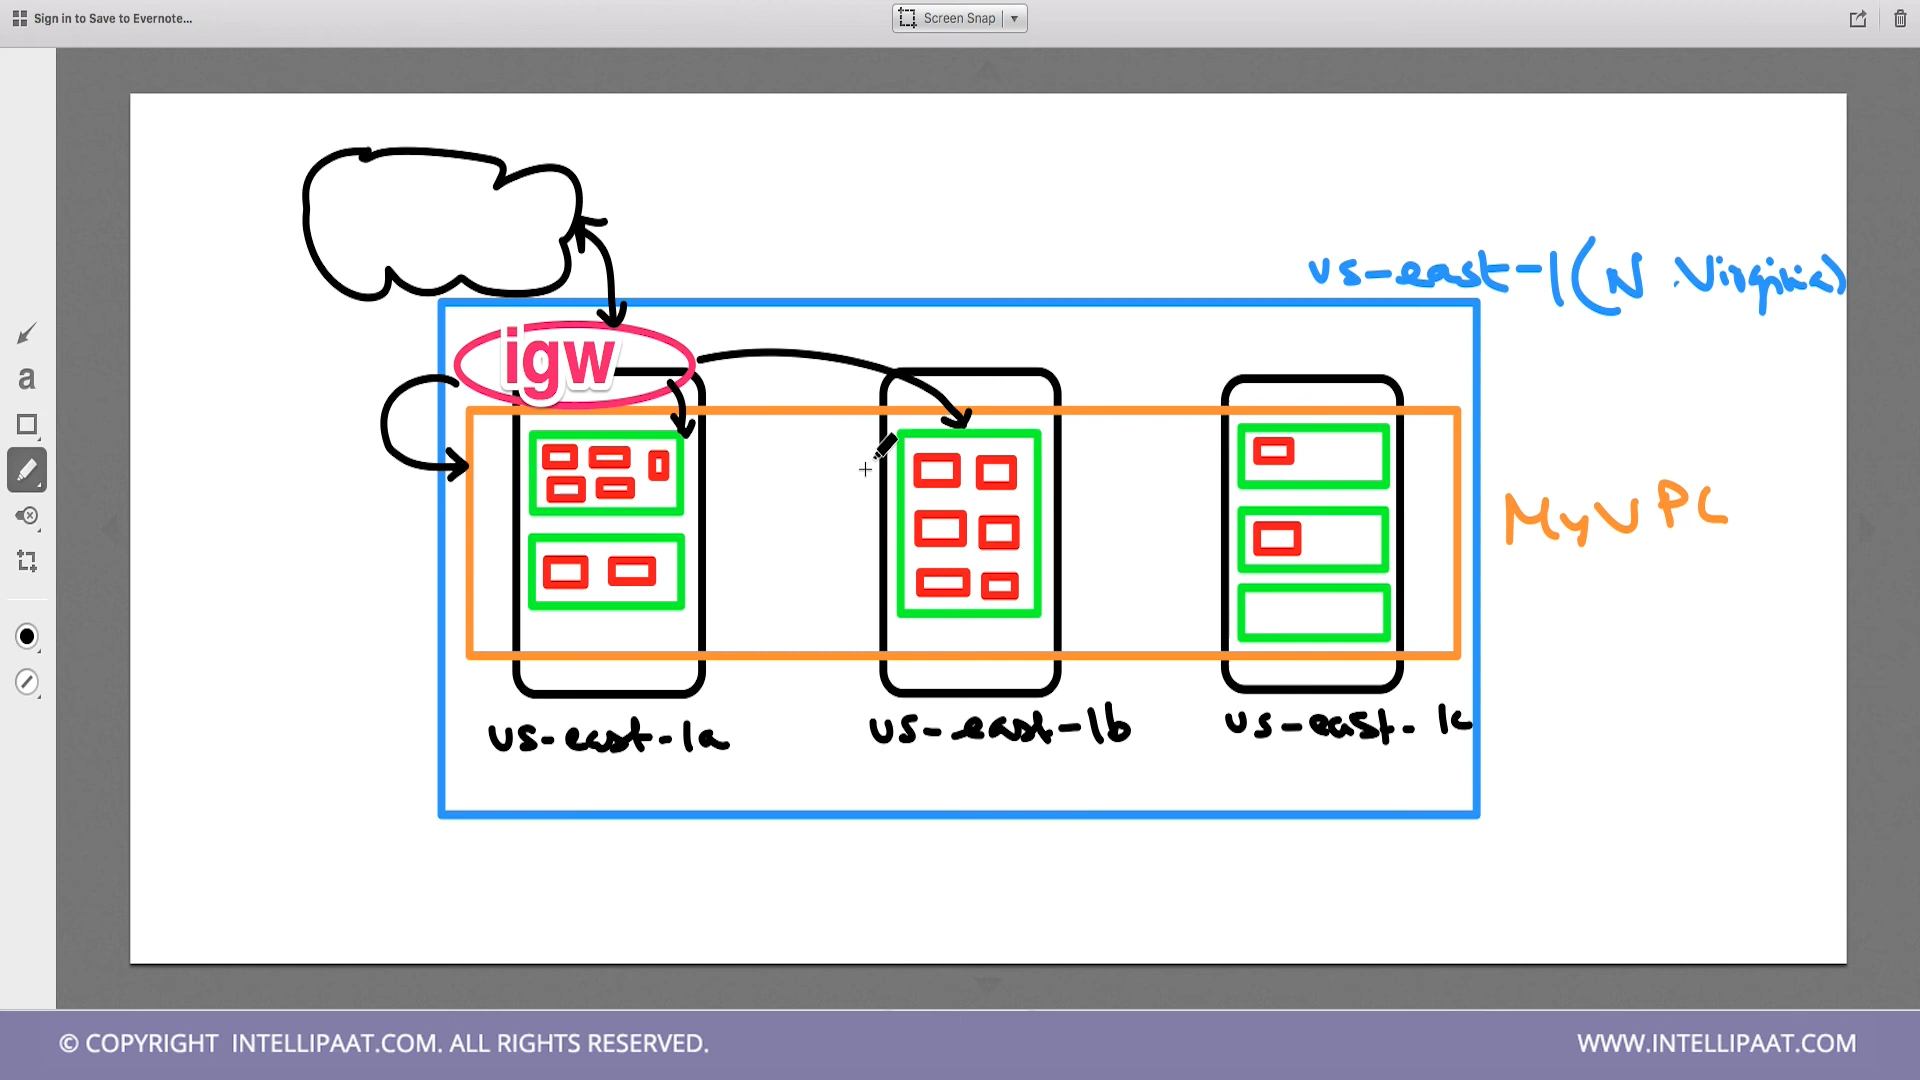 Sign in to Save to Evernote...
Screen Snap
us-east-1 (N.Virginia)
igw
a
MyVPC
us-east-1a
us-east-1b
us-east-1c
© COPYRIGHT INTELLIPAAT.COM. ALL RIGHTS RESERVED.
WWW.INTELLIPAAT.COM